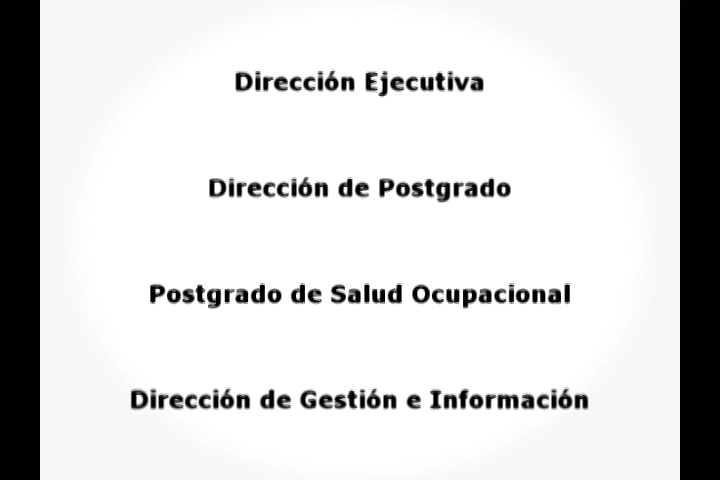 Dirección Ejecutiva
Dirección de Postgrado
Postgrado de Salud Ocupacional
Dirección de Gestión e Información